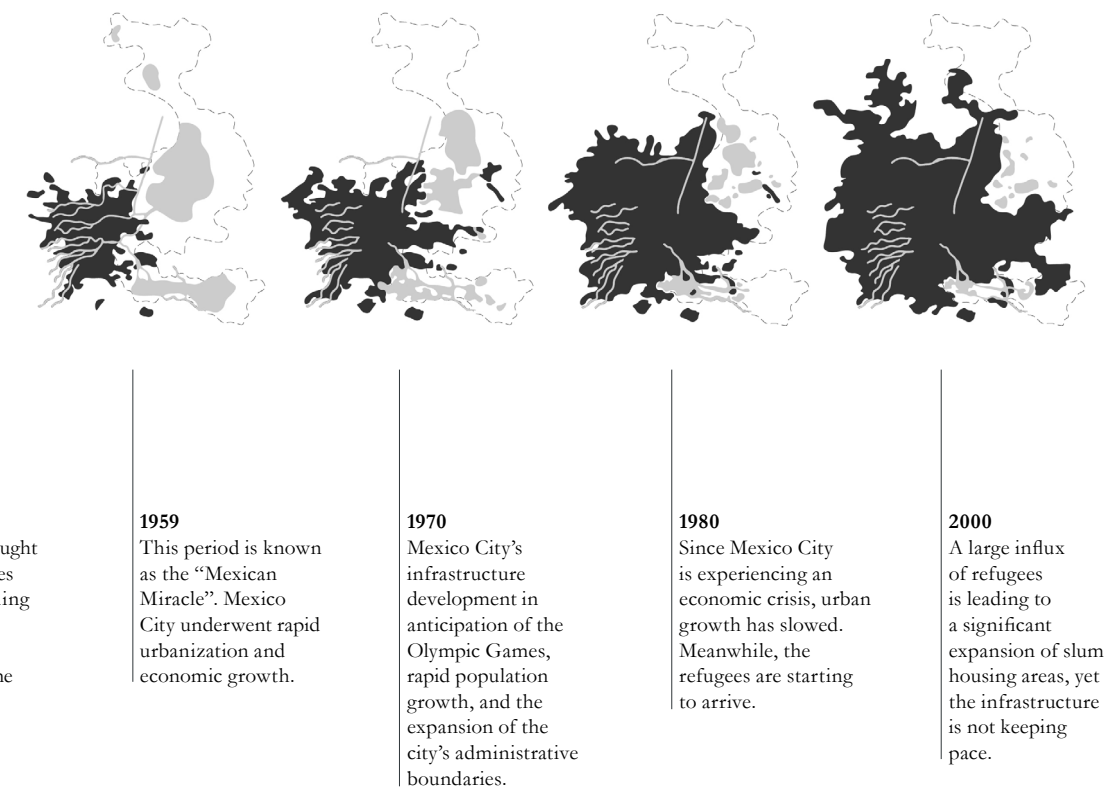 ught
es
ing
ne
1959
This period is known
as the “Mexican
Miracle”. Mexico
City underwent rapid
urbanization and
economic growth.
1970
Mexico City’s
infrastructure
development in
anticipation of the
Olympic Games,
rapid population
growth, and the
expansion of the
city’s administrative
boundaries.
1980
Since Mexico City
is experiencing an
economic crisis, urban
growth has slowed.
Meanwhile, the
refugees are starting
to arrive.
2000
A large influx
of refugees
is leading to
a significant
expansion of slum
housing areas, yet
the infrastructure
is not keeping
pace.